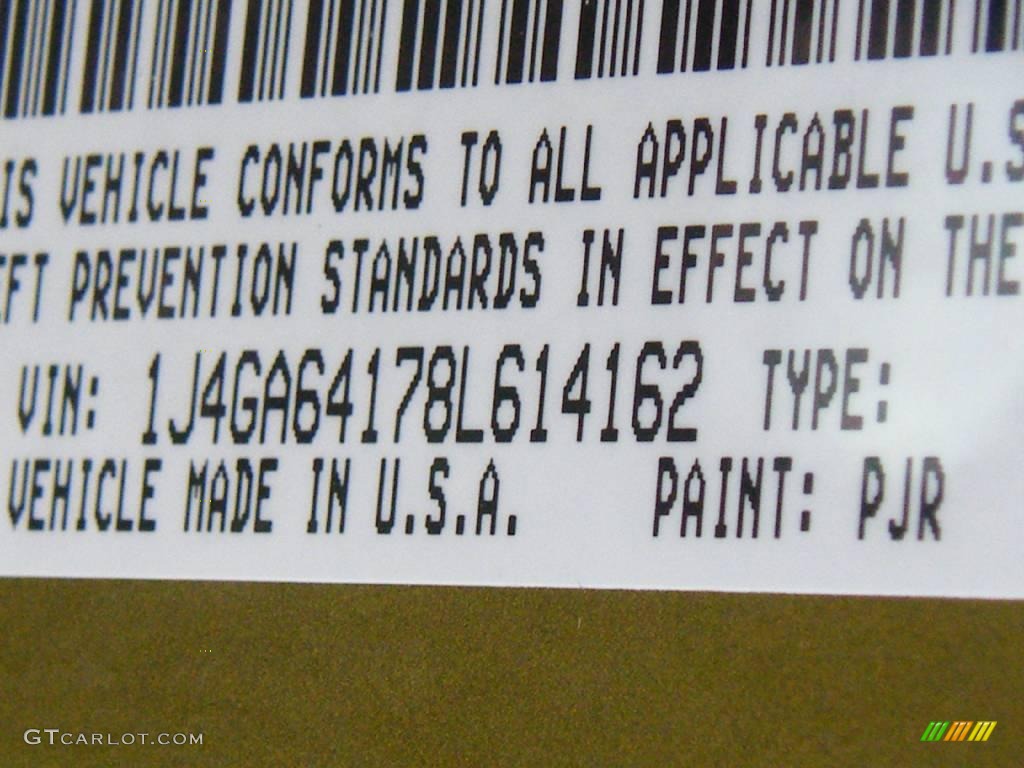 IS VEHICLE CONFORMS TO ALL APPLICABLE U.S
EFT PREVENTION STANDARDS IN EFFECT ON THE
VIN: 1J4GA64178L614162 TYPE:
VEHICLE MADE IN U.S.A. PAINT: PJR
GTCARLOT.COM